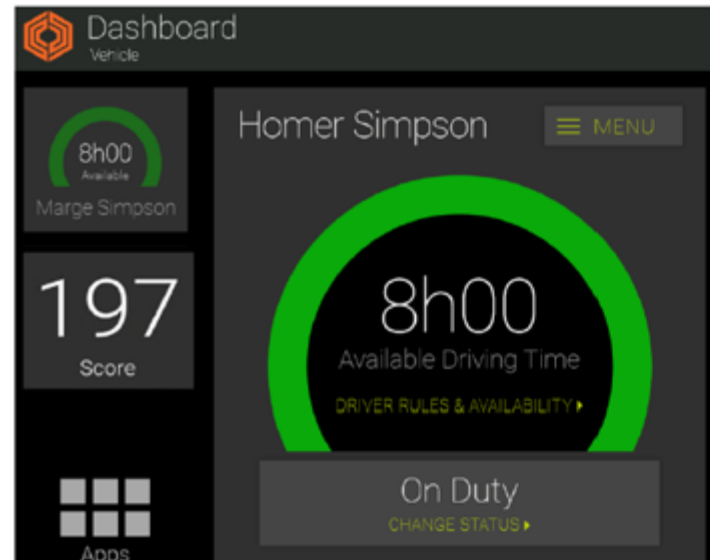 Dashboard
Vehicle
8h00
Available
Marge Simpson
197
Score
Apps
Homer Simpson
MENU
8h00
Available Driving Time
DRIVER RULES & AVAILABILITY
On Duty
CHANGE STATUS